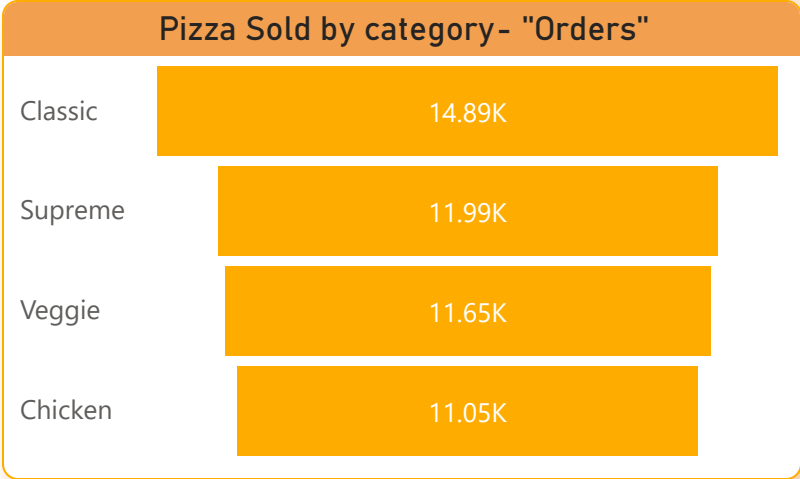 Pizza Sold by category- "Orders"
Classic 14.89K
Supreme 11.99K
Veggie 11.65K
Chicken 11.05K